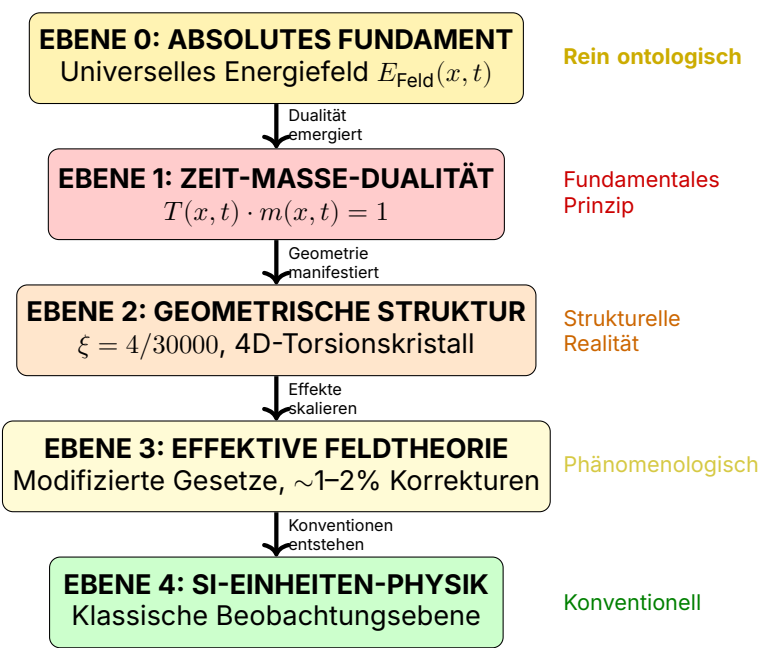 EBENE 0: ABSOLUTES FUNDAMENT
Universelles Energiefeld E_Feld(x, t)
Rein ontologisch
Dualität
emergiert
EBENE 1: ZEIT-MASSE-DUALITÄT
T(x, t) · m(x, t) = 1
Fundamentales
Prinzip
Geometrie
manifestiert
EBENE 2: GEOMETRISCHE STRUKTUR
ξ = 4/30000, 4D-Torsionskristall
Strukturelle
Realität
Effekte
skalieren
EBENE 3: EFFEKTIVE FELDTHEORIE
Modifizierte Gesetze, ~1–2% Korrekturen
Phänomenologisch
Konventionen
entstehen
EBENE 4: SI-EINHEITEN-PHYSIK
Klassische Beobachtungsebene
Konventionell